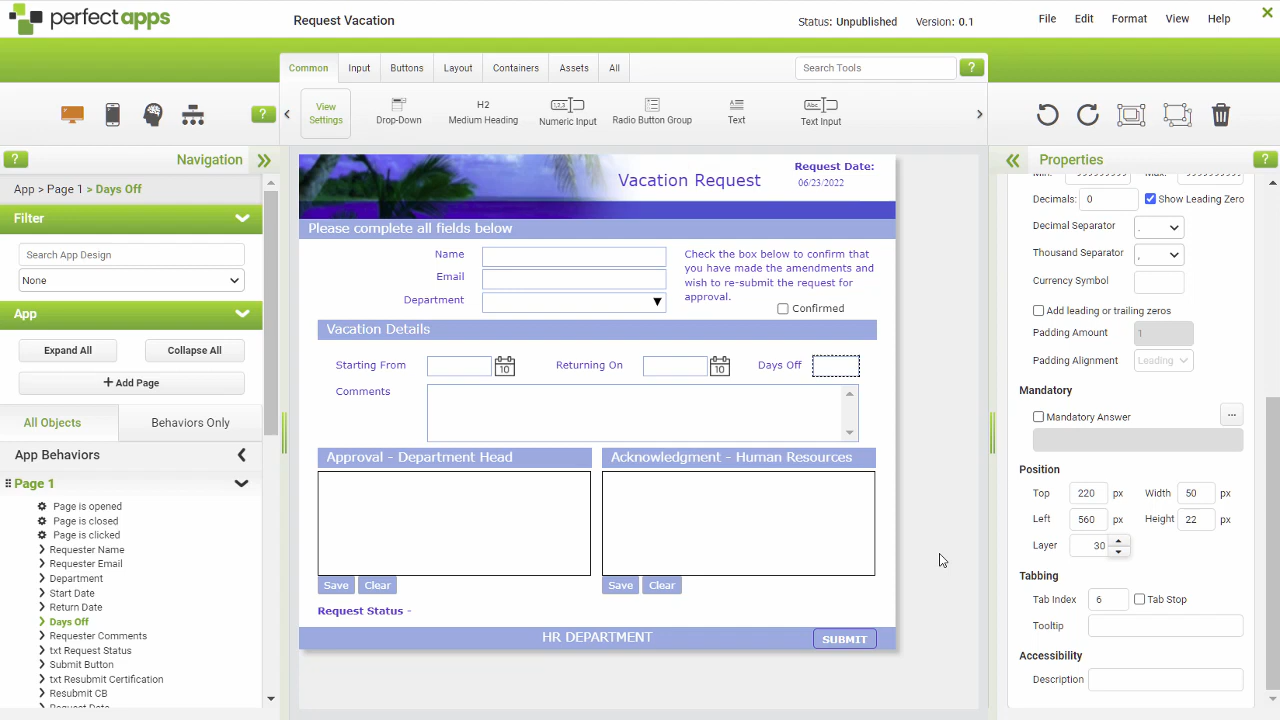 perfectapps
Request Vacation
Status: Unpublished
Version: 0.1
File
Edit
Format
View
Help
Common
Input
Buttons
Layout
Containers
Assets
All
Search Tools
?
?
View
Settings
Drop-Down
H2
Medium Heading
1,2,3..
Numeric Input
Radio Button Group
Text
Abc..
Text Input
?
Navigation
App > Page 1 > Days Off
Filter
Search App Design
None
App
Expand All
Collapse All
+ Add Page
All Objects
Behaviors Only
App Behaviors
Page 1
Page is opened
Page is closed
Page is clicked
Requester Name
Requester Email
Department
Start Date
Return Date
Days Off
Requester Comments
txt Request Status
Submit Button
txt Resubmit Certification
Resubmit CB
Vacation Request
Request Date:
06/23/2022
Please complete all fields below
Name
Email
Department
Check the box below to confirm that
you have made the amendments and
wish to re-submit the request for
approval.
Confirmed
Vacation Details
Starting From
10
Returning On
10
Days Off
Comments
Approval - Department Head
Acknowledgment - Human Resources
Save
Clear
Save
Clear
Request Status -
HR DEPARTMENT
SUBMIT
Properties
?
Decimals:
0
Show Leading Zero
Decimal Separator
.
Thousand Separator
,
Currency Symbol
Add leading or trailing zeros
Padding Amount
1
Padding Alignment
Leading
Mandatory
Mandatory Answer
...
Position
Top
220
px
Width
50
px
Left
560
px
Height
22
px
Layer
30
Tabbing
Tab Index
6
Tab Stop
Tooltip
Accessibility
Description